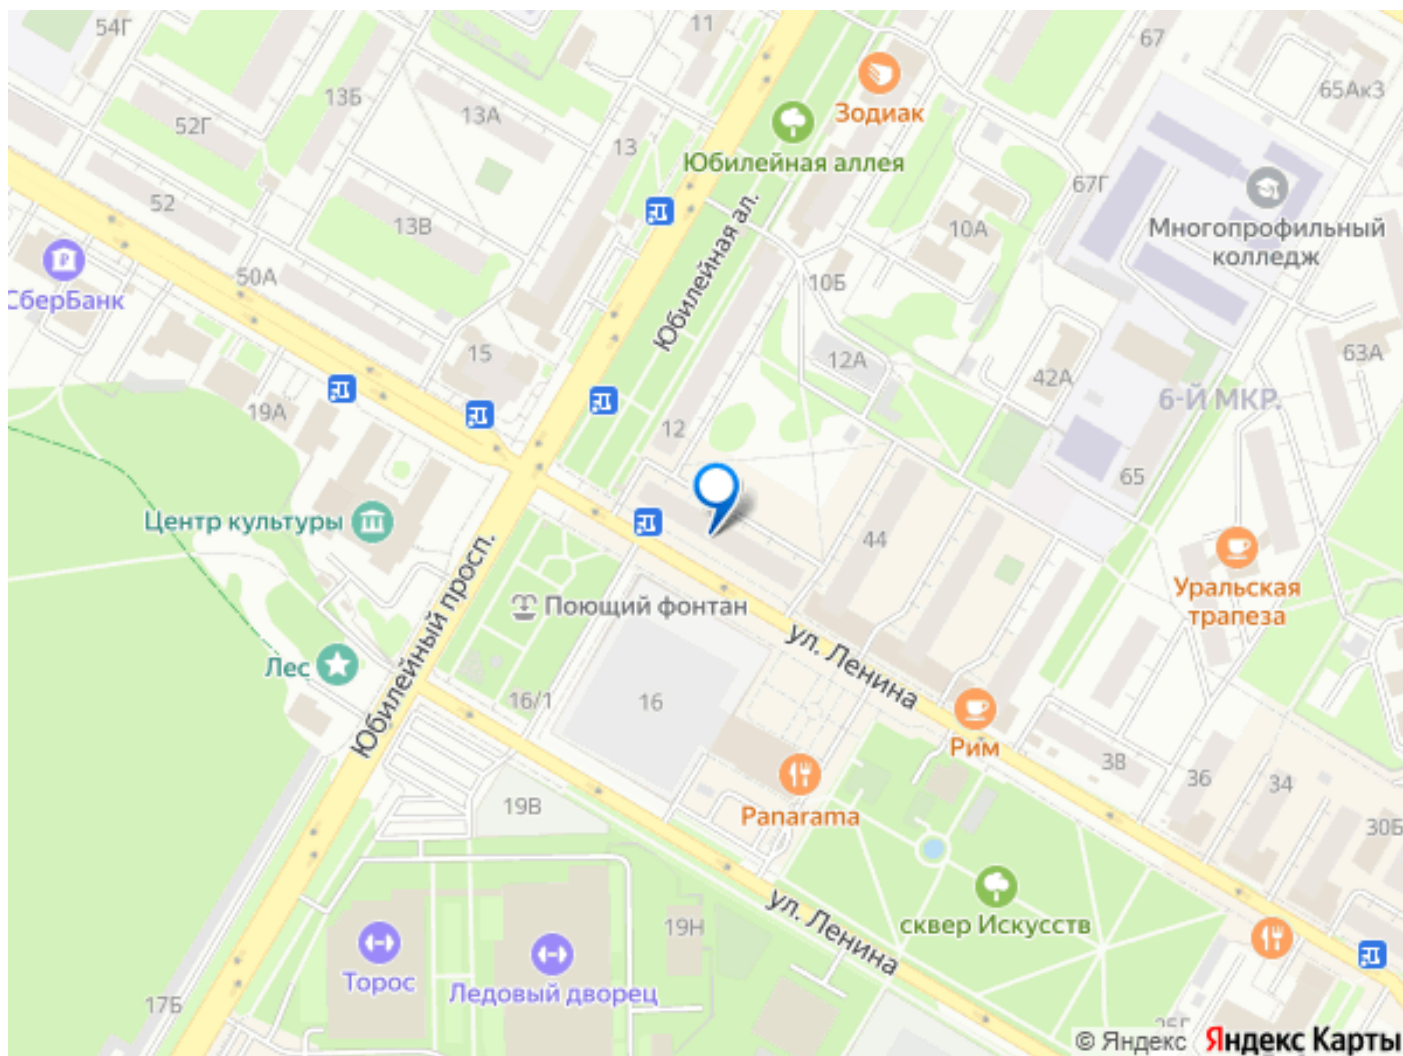 54Г
11
67
13Б
65Ак3
13А
52Г
Зодиак
13
Юбилейная аллея
67Г
52
13В
10А
Многопрофильный
колледж
Юбилейная ал.
50А
10Б
СберБанк
15
12А
63А
42А
6-Й МКР.
19А
12
65
Центр культуры
44
Уральская
трапеза
Поющий фонтан
Юбилейный просп.
ул. Ленина
Лес
16/1
16
Рим
38
36
34
19В
Panarama
30Б
сквер Искусств
19Н
ул. Ленина
Торос
Ледовый дворец
17Б
© Яндекс
Яндекс Карты